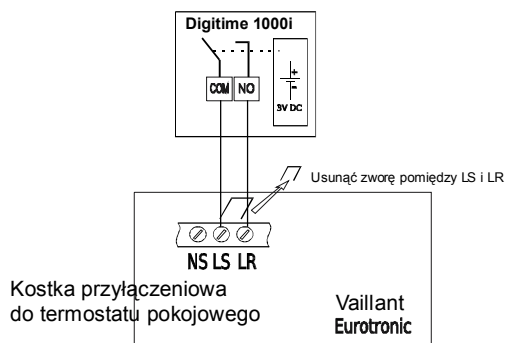 Digitime 1000i
COM NO
+
-
3V DC
Usunąć zworę pomiędzy LS i LR
NS LS LR
Kostka przyłączeniowa
do termostatu pokojowego
Vaillant
Eurotronic